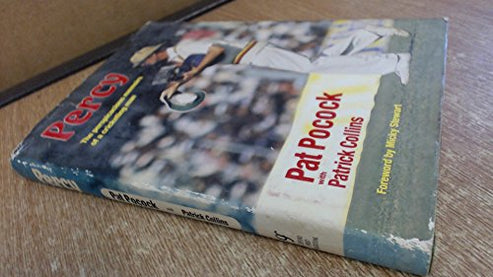 Percy
The perspicacious memoirs
of a cricketing man
Pat Pocock
with
Patrick Collins
Foreword by Micky Stewart
Percy
Pat Pocock
Patrick Collins